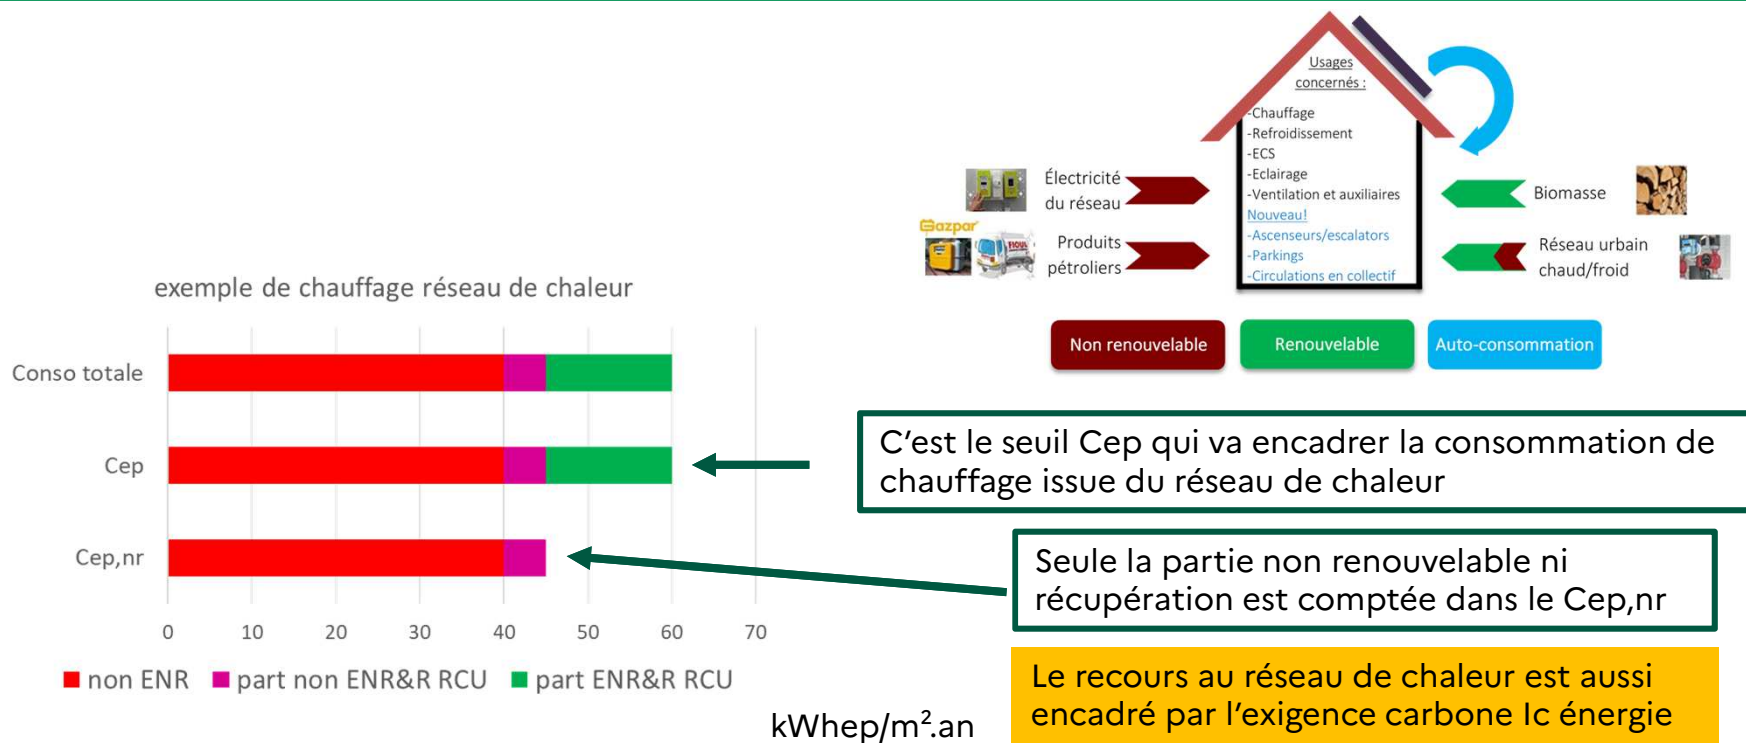 Usages
concernés :
-Chauffage
-Refroidissement
-ECS
-Eclairage
-Ventilation et auxiliaires
Nouveau!
-Ascenseurs/escalators
-Parkings
-Circulations en collectif
Électricité
du réseau
Gazpar
FIOUL
Produits
pétroliers
Biomasse
Réseau urbain
chaud/froid
Non renouvelable
Renouvelable
Auto-consommation
exemple de chauffage réseau de chaleur
Conso totale
Cep
Cep,nr
0 10 20 30 40 50 60 70
non ENR part non ENR&R RCU part ENR&R RCU
kWhep/m².an
C'est le seuil Cep qui va encadrer la consommation de
chauffage issue du réseau de chaleur
Seule la partie non renouvelable ni
récupération est comptée dans le Cep,nr
Le recours au réseau de chaleur est aussi
encadré par l'exigence carbone Ic énergie